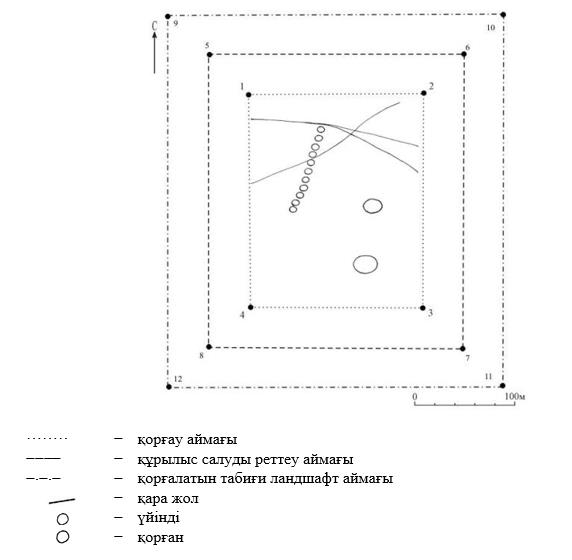 С
9
10
5
6
1
2
4
3
8
7
12
11
0 100м
........ – қорғау аймағы
––––– – құрылыс салуды реттеу аймағы
–·–·– – қорғалатын табиғи ландшафт аймағы
– қара жол
– үйінді
– қорған